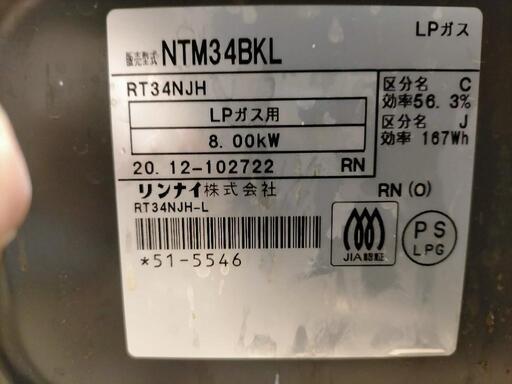 LPガス
販売型式 NTM34BKL
RT34NJH
LPガス用
8.00kW
20.12-102722 RN
区分名 C
効率56.3%
区分名 J
効率 167Wh
リンナイ株式会社 RN(O)
RT34NJH-L
*51-5546
JIA認証
PS
LPG